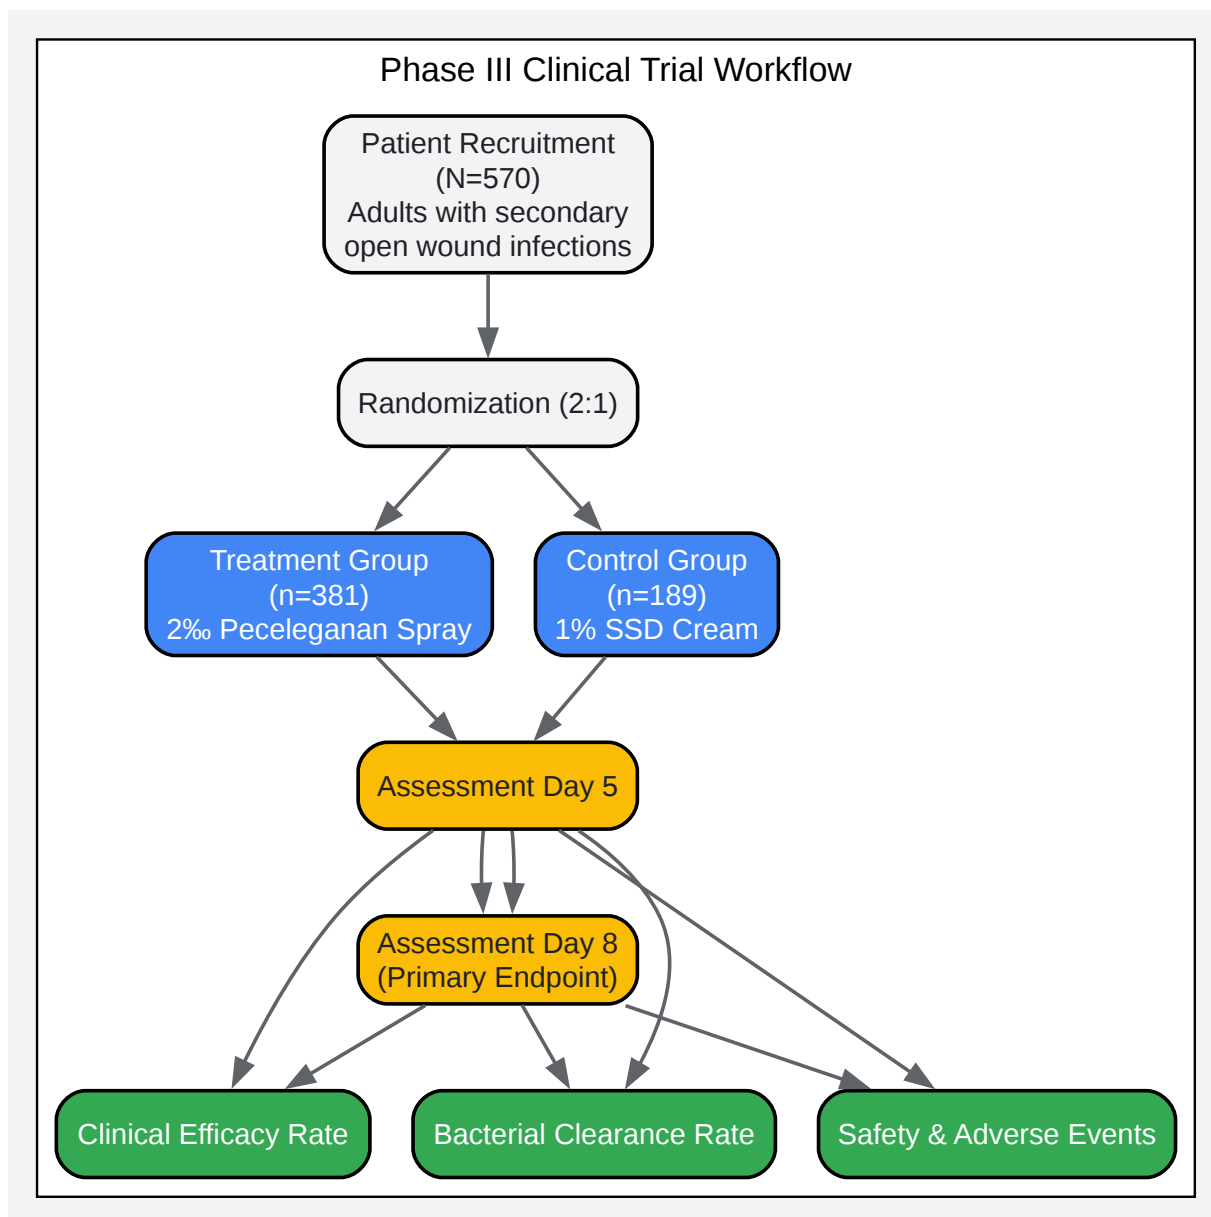 Phase III Clinical Trial Workflow
Patient Recruitment
(N=570)
Adults with secondary
open wound infections
Randomization (2:1)
Treatment Group
(n=381)
2‰ Peceleganan Spray
Control Group
(n=189)
1% SSD Cream
Assessment Day 5
Assessment Day 8
(Primary Endpoint)
Clinical Efficacy Rate
Bacterial Clearance Rate
Safety & Adverse Events